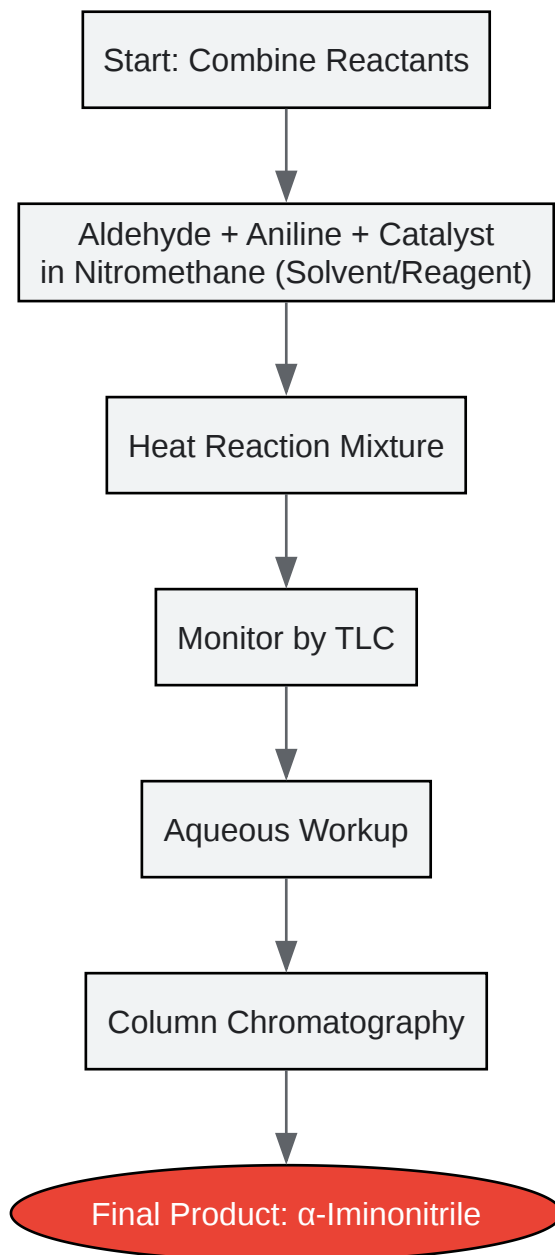 Start: Combine Reactants
Aldehyde + Aniline + Catalyst
in Nitromethane (Solvent/Reagent)
Heat Reaction Mixture
Monitor by TLC
Aqueous Workup
Column Chromatography
Final Product: α-Iminonitrile